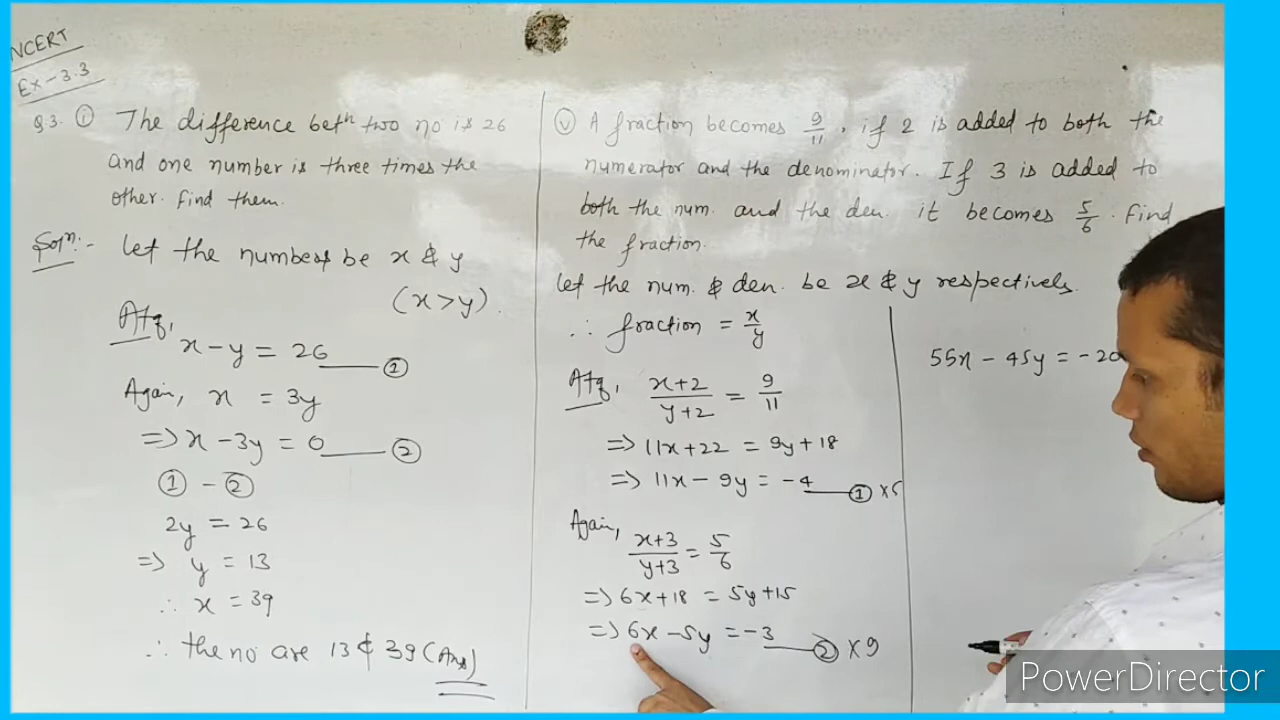 NCERT
Ex-3.3
Q3. (i) The difference betn two no is 26
and one number is three times the
other. Find them.
Soln:- let the numbers be x & y
(x>y).
Atq,
x-y = 26 (1)
Again, x = 3y
=> x-3y = 0 (2)
(1) - (2)
2y = 26
=> y = 13
∴ x = 39
∴ the no are 13 & 39 (Ans)
(v) A fraction becomes 9/11, if 2 is added to both the
numerator and the denominator. If 3 is added to
both the num. and the den. it becomes 5/6. Find
the fraction.
let the num. & den. be x & y respectively.
∴ fraction = x/y
Atq, (x+2)/(y+2) = 9/11
=> 11x+22 = 9y+18
=> 11x-9y = -4 (1) ×5
Again, (x+3)/(y+3) = 5/6
=> 6x+18 = 5y+15
=> 6x-5y = -3 (2) ×9
55x - 45y = -20
PowerDirector